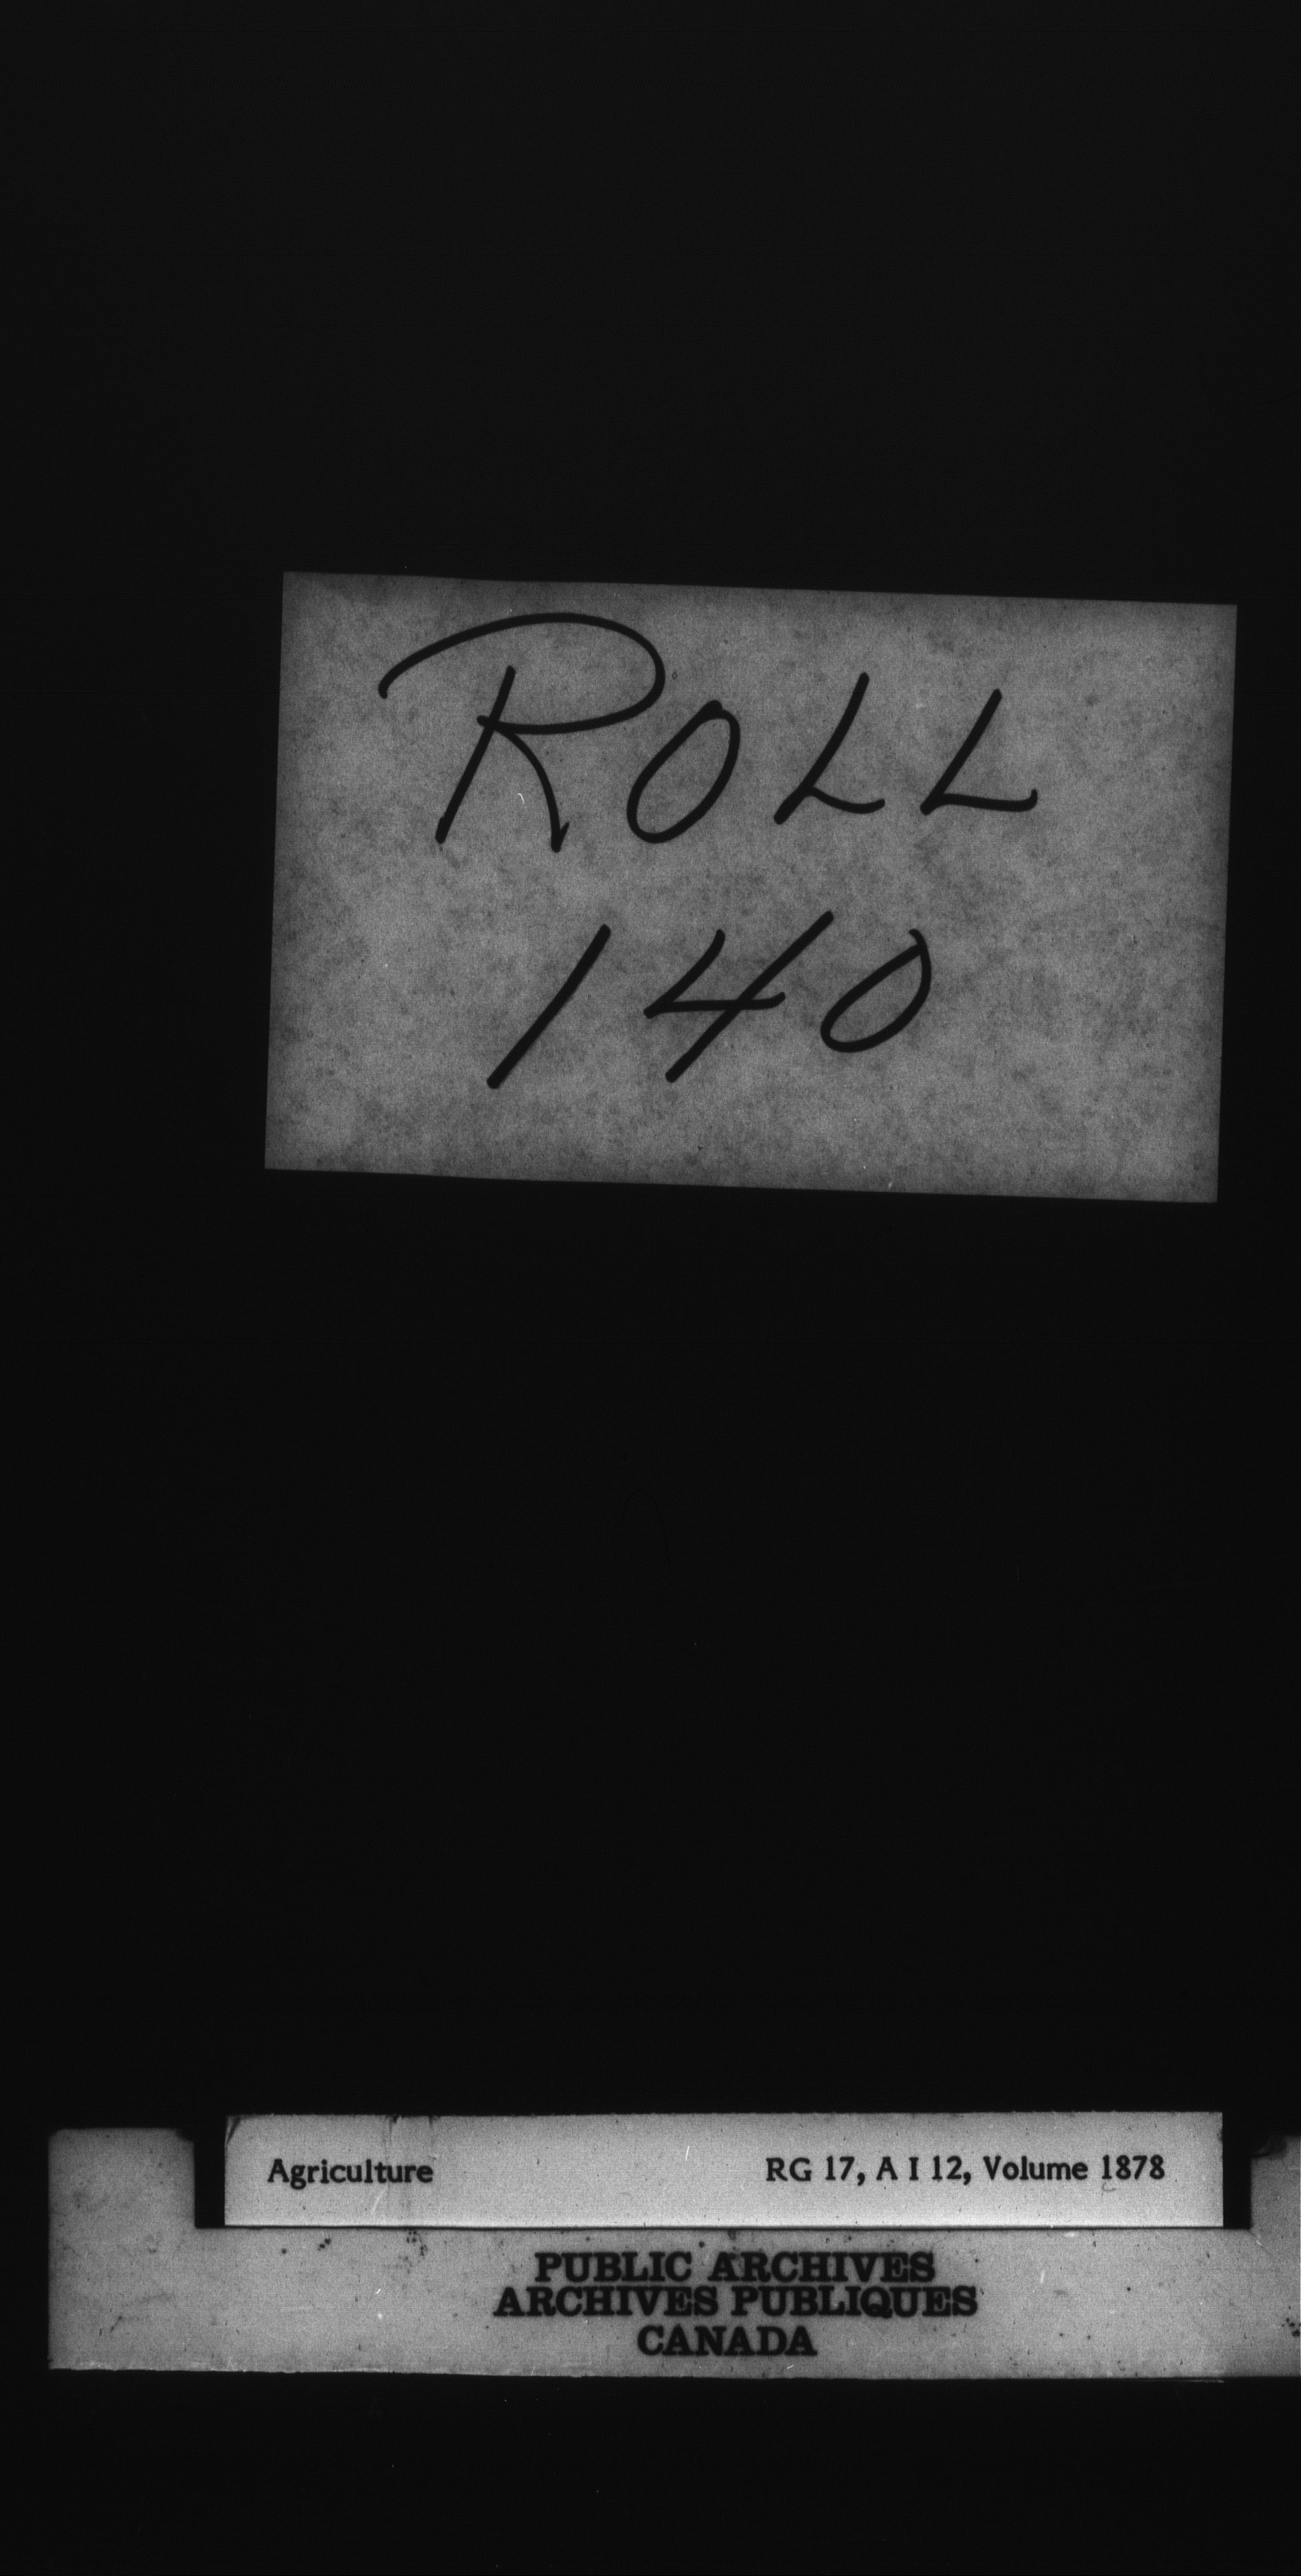 ROLL
140
Agriculture RG 17, A I 12, Volume 1878
PUBLIC ARCHIVES
ARCHIVES PUBLIQUES
CANADA